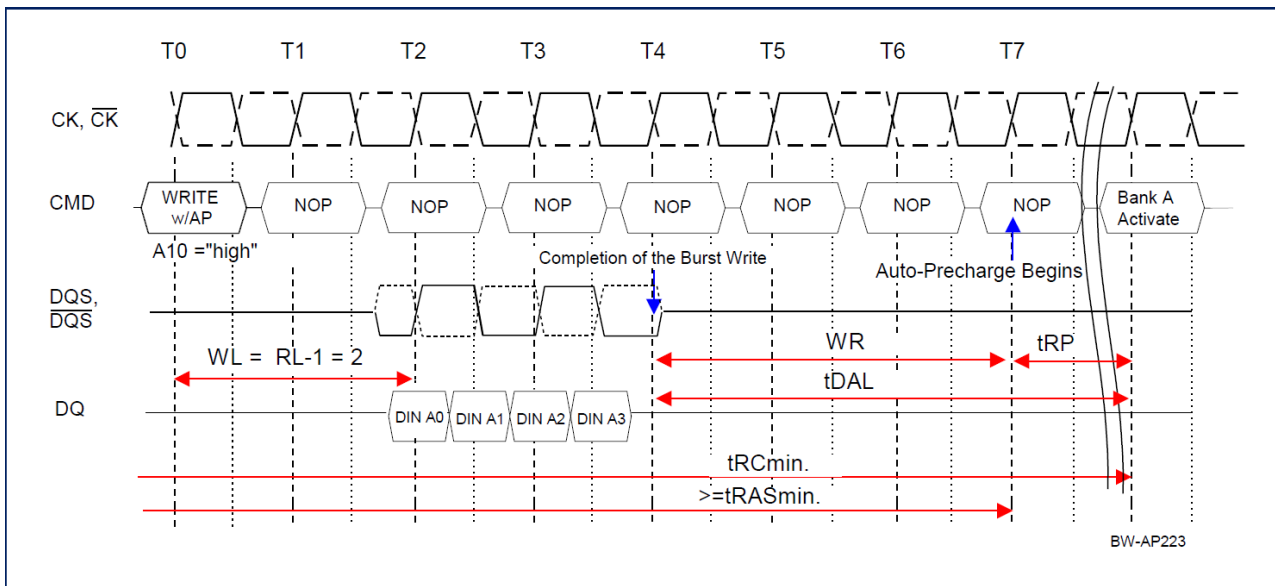 T0 T1 T2 T3 T4 T5 T6 T7
CK, CK
CMD WRITE w/AP NOP NOP NOP NOP NOP NOP NOP Bank A Activate
A10 ="high"
Completion of the Burst Write
Auto-Precharge Begins
DQS,
DQS
WL = RL-1 = 2
WR
tRP
tDAL
DQ DIN A0 DIN A1 DIN A2 DIN A3
tRCmin.
>=tRASmin.
BW-AP223